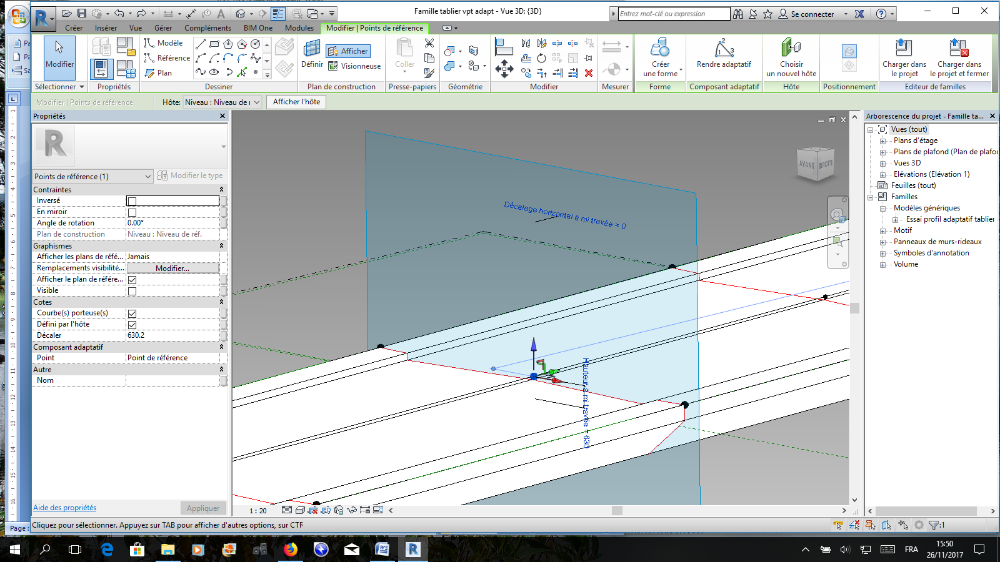 Famille tablier vpt adapt - Vue 3D: {3D}
Entrez mot-clé ou expression
Se connecter
Créer
Insérer
Vue
Gérer
Compléments
BIM One
Modules
Modifier | Points de référence
Modifier
Modèle
Référence
Plan
Définir
Afficher
Visionneuse
Coller
Créer
une forme
Rendre adaptatif
Choisir
un nouvel hôte
Charger dans
le projet
Charger dans
le projet et fermer
Sélectionner
Propriétés
Dessiner
Plan de construction
Presse-papiers
Géométrie
Modifier
Mesurer
Forme
Composant adaptatif
Hôte
Positionnement
Editeur de familles
Modifier | Points de référence
Hôte:
Niveau : Niveau de
Afficher l'hôte
Propriétés
Points de référence (1)
Modifier le type
Contraintes
Inversé
En miroir
Angle de rotation
0.00°
Plan de construction
Niveau : Niveau de réf.
Graphismes
Afficher les plans de réfé...
Jamais
Remplacements visibilité...
Modifier...
Afficher le plan de référe...
Visible
Cotes
Courbe(s) porteuse(s)
Défini par l'hôte
Décaler
630.2
Composant adaptatif
Point
Point de référence
Autre
Nom
Aide des propriétés
Appliquer
Décalage horizontal à mi travée = 0
Hauteur à mi travée = 630
AVANT
DROITE
1 : 20
Arborescence du projet - Famille ta...
Vues (tout)
Plans d'étage
Plans de plafond (Plan de plafo
Vues 3D
Elévations (Elévation 1)
Feuilles (tout)
Familles
Modèles génériques
Essai profil adaptatif tablier
Motif
Panneaux de murs-rideaux
Symboles d'annotation
Volume
Page :
Cliquez pour sélectionner. Appuyez sur TAB pour afficher d'autres options, sur CTR
:1
FRA
15:50
26/11/2017